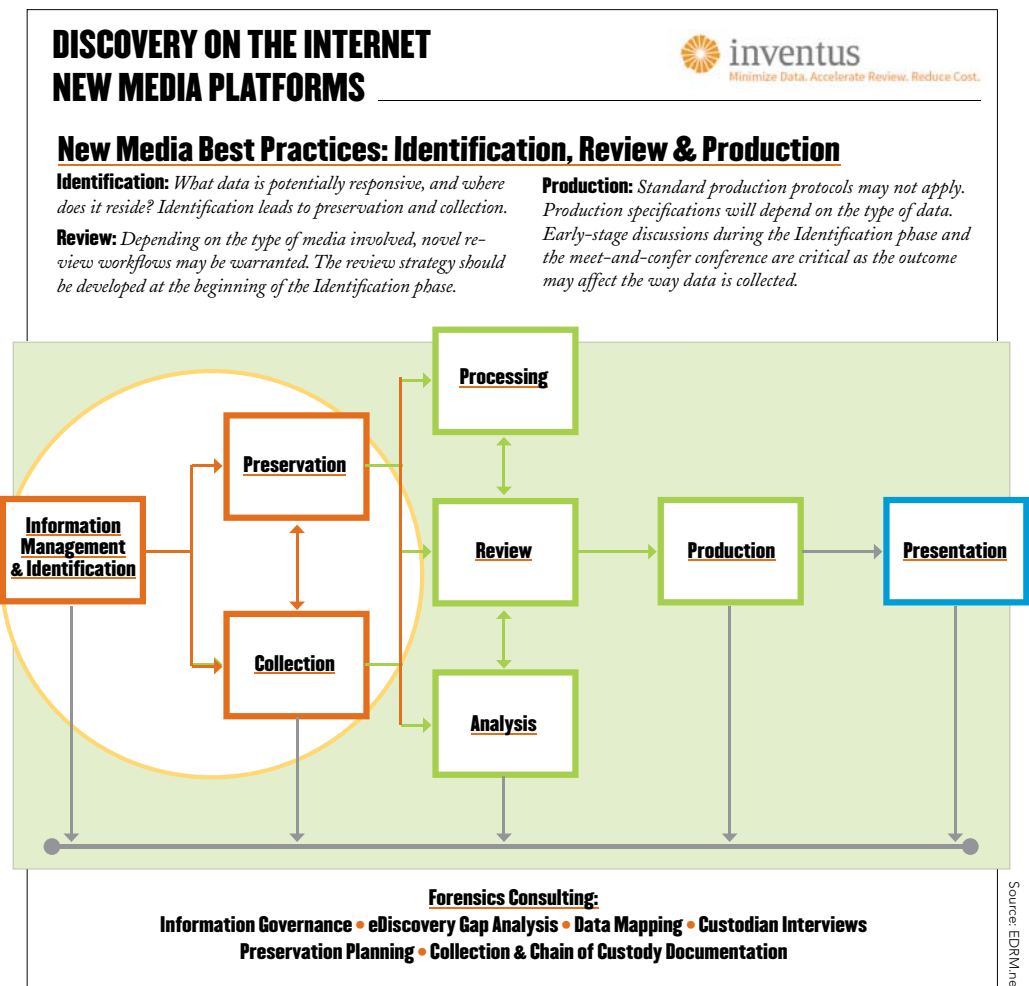 DISCOVERY ON THE INTERNET
NEW MEDIA PLATFORMS
inventus
Minimize Data. Accelerate Review. Reduce Cost.
New Media Best Practices: Identification, Review & Production
Identification: What data is potentially responsive, and where
does it reside? Identification leads to preservation and collection.
Review: Depending on the type of media involved, novel re-
view workflows may be warranted. The review strategy should
be developed at the beginning of the Identification phase.
Production: Standard production protocols may not apply.
Production specifications will depend on the type of data.
Early-stage discussions during the Identification phase and
the meet-and-confer conference are critical as the outcome
may affect the way data is collected.
Processing
Preservation
Information
Management
& Identification
Review
Production
Presentation
Collection
Analysis
Forensics Consulting:
Information Governance • eDiscovery Gap Analysis • Data Mapping • Custodian Interviews
Preservation Planning • Collection & Chain of Custody Documentation
Source: EDRM.ne